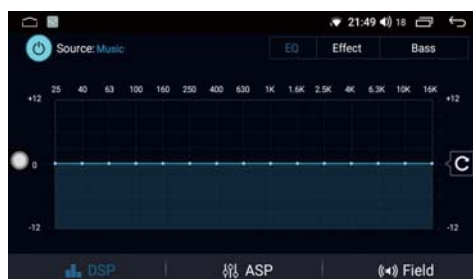 21:49 18
Source: Music EQ Effect Bass
25 40 63 100 160 250 400 630 1K 1.6K 2.5K 4K 6.3K 10K 16K
+12 +12
0
-12 -12
DSP ASP Field